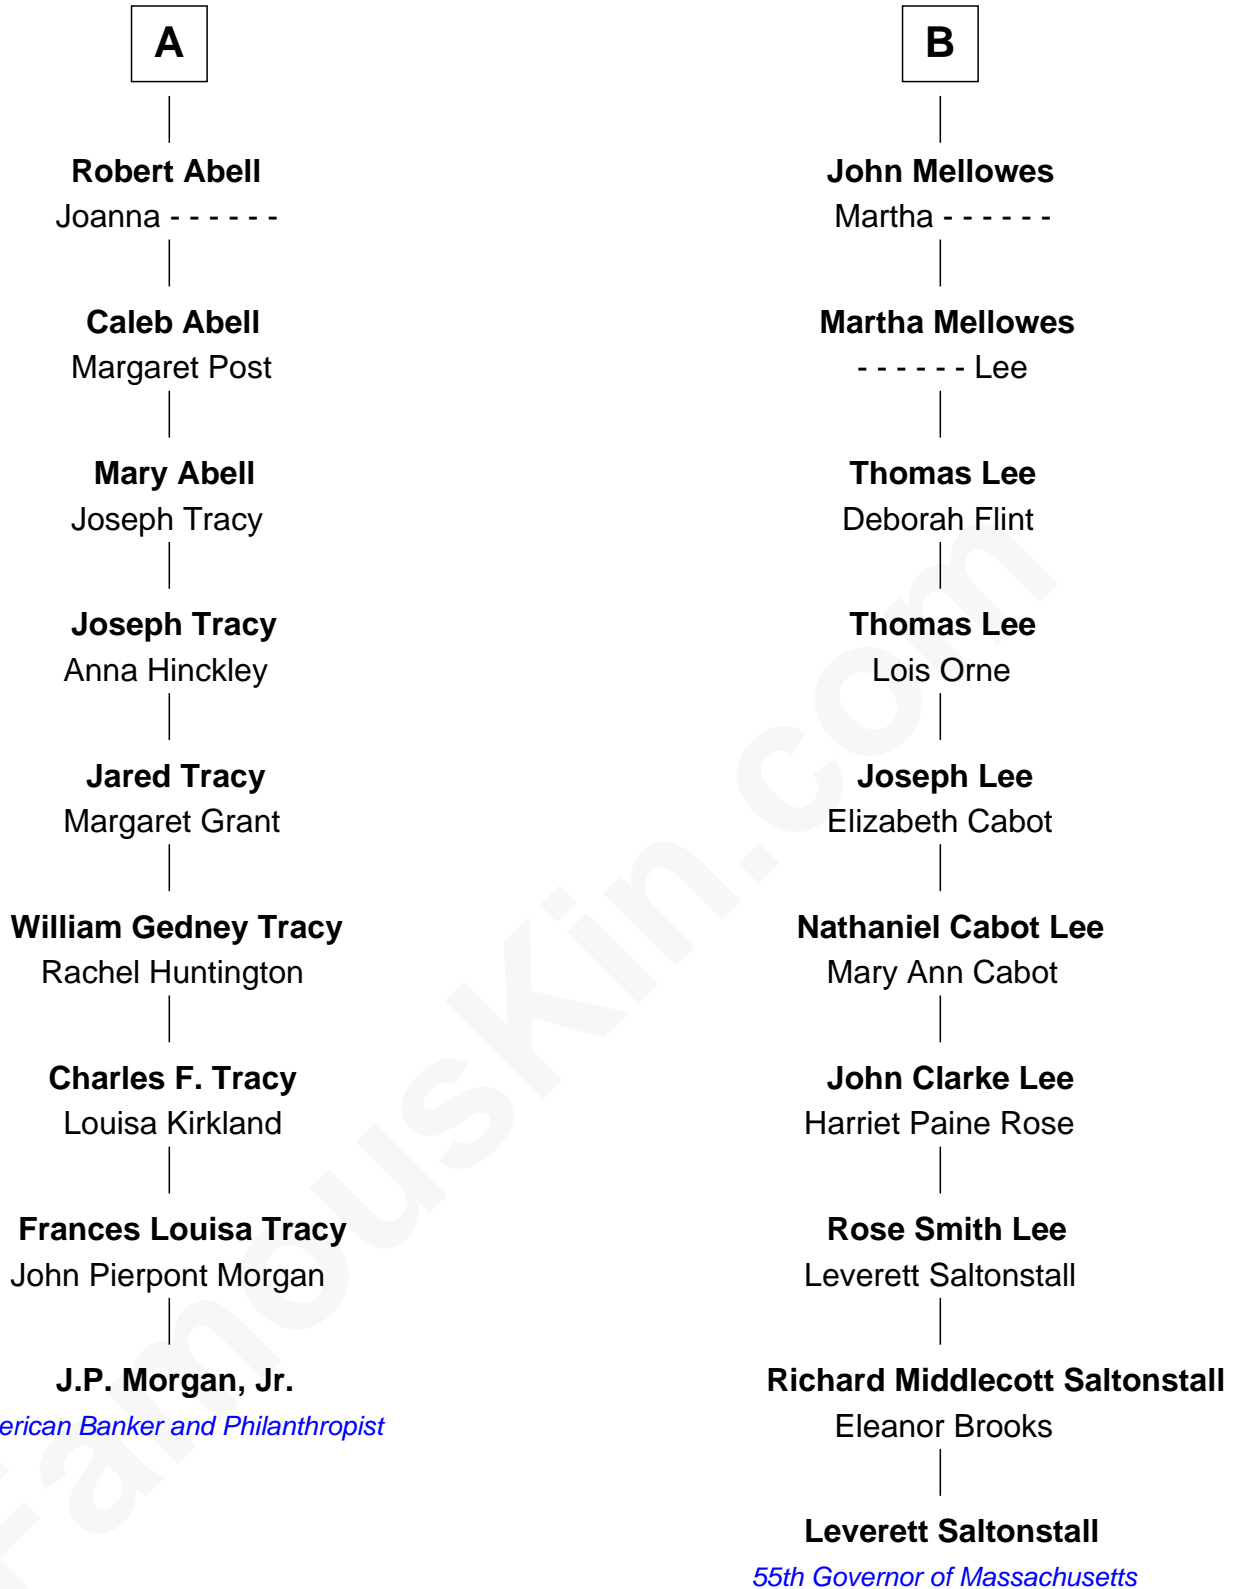 A
Robert Abell
Joanna - - - - - -
Caleb Abell
Margaret Post
Mary Abell
Joseph Tracy
Joseph Tracy
Anna Hinckley
Jared Tracy
Margaret Grant
William Gedney Tracy
Rachel Huntington
Charles F. Tracy
Louisa Kirkland
Frances Louisa Tracy
John Pierpont Morgan
J.P. Morgan, Jr.
erican Banker and Philanthropist
B
John Mellowes
Martha - - - - - -
Martha Mellowes
- - - - - - Lee
Thomas Lee
Deborah Flint
Thomas Lee
Lois Orne
Joseph Lee
Elizabeth Cabot
Nathaniel Cabot Lee
Mary Ann Cabot
John Clarke Lee
Harriet Paine Rose
Rose Smith Lee
Leverett Saltonstall
Richard Middlecott Saltonstall
Eleanor Brooks
Leverett Saltonstall
55th Governor of Massachusetts
FamousKin.com